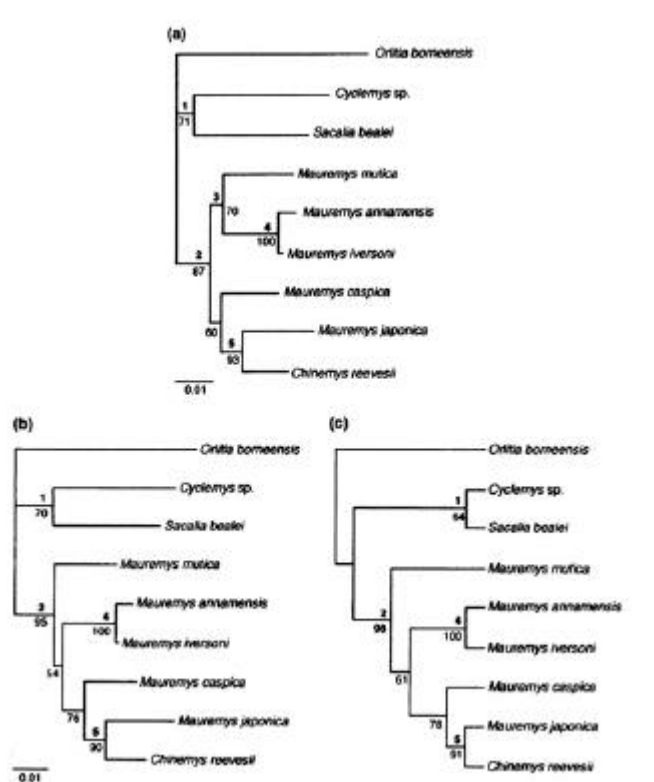 (a)
Orlitia borneensis
Cyclemys sp.
1
71
Sacalia bealei
Mauremys mutica
3
70
Mauremys annamensis
4
100
Mauremys iversoni
2
87
Mauremys caspica
60
Mauremys japonica
5
93
Chinemys reevesii
0.01
(b)
Orlitia borneensis
Cyclemys sp.
1
70
Sacalia bealei
Mauremys mutica
Mauremys annamensis
2
95
4
100
Mauremys iversoni
54
Mauremys caspica
76
Mauremys japonica
5
90
Chinemys reevesii
0.01
(c)
Orlitia borneensis
Cyclemys sp.
1
64
Sacalia bealei
Mauremys mutica
Mauremys annamensis
2
98
4
100
Mauremys iversoni
61
Mauremys caspica
78
Mauremys japonica
5
91
Chinemys reevesii